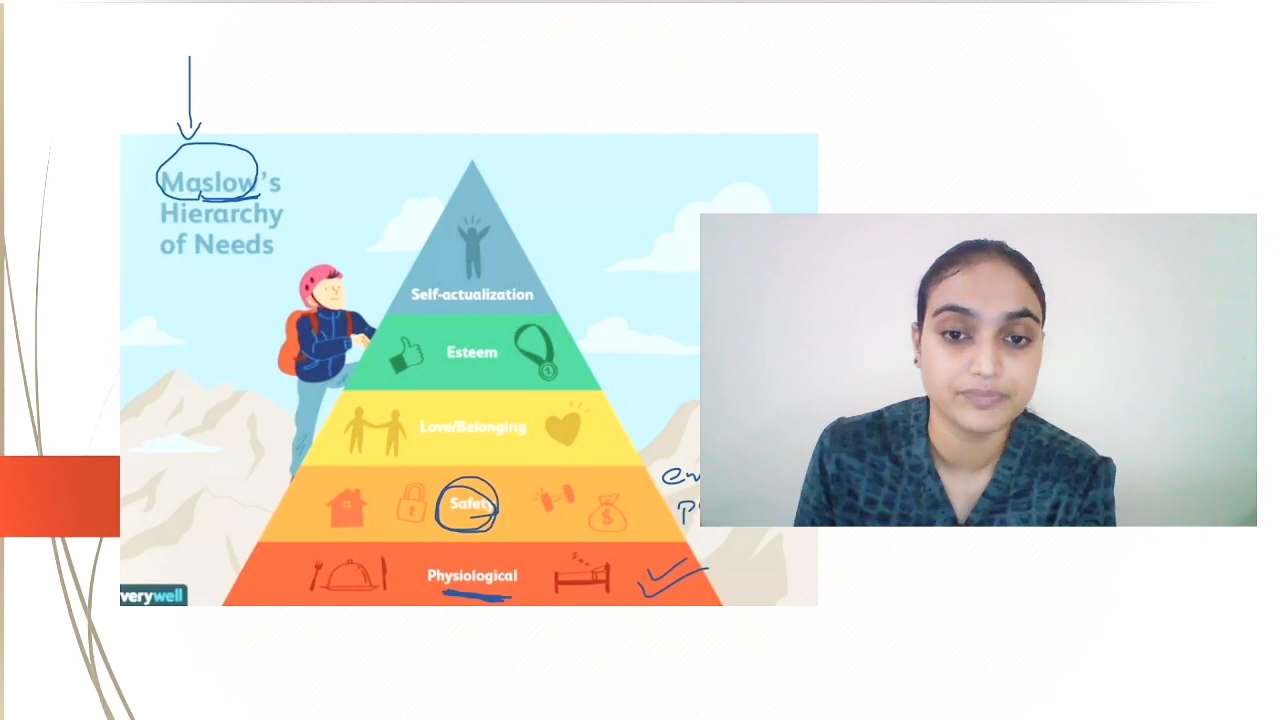 Maslow's
Hierarchy
of Needs
Self-actualization
Esteem
Love/Belonging
Safety
Physiological
verywell